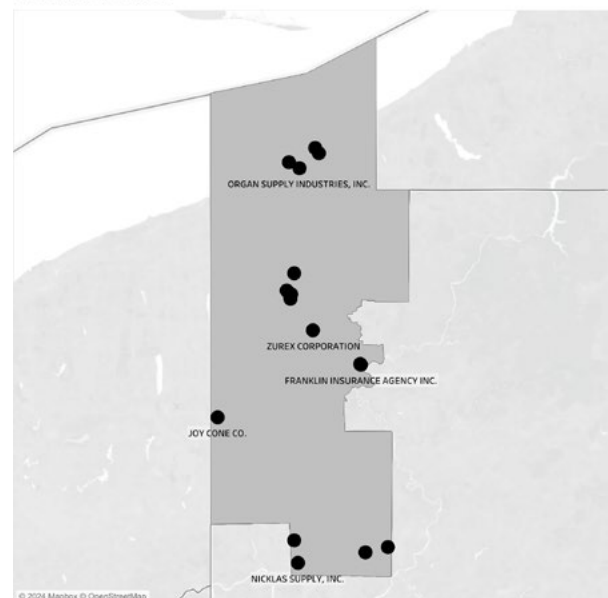 ORGAN SUPPLY INDUSTRIES, INC.
ZUREX CORPORATION
FRANKLIN INSURANCE AGENCY INC.
JOY CONE CO.
NICKLAS SUPPLY, INC.
© 2024 Mapbox © OpenStreetMap